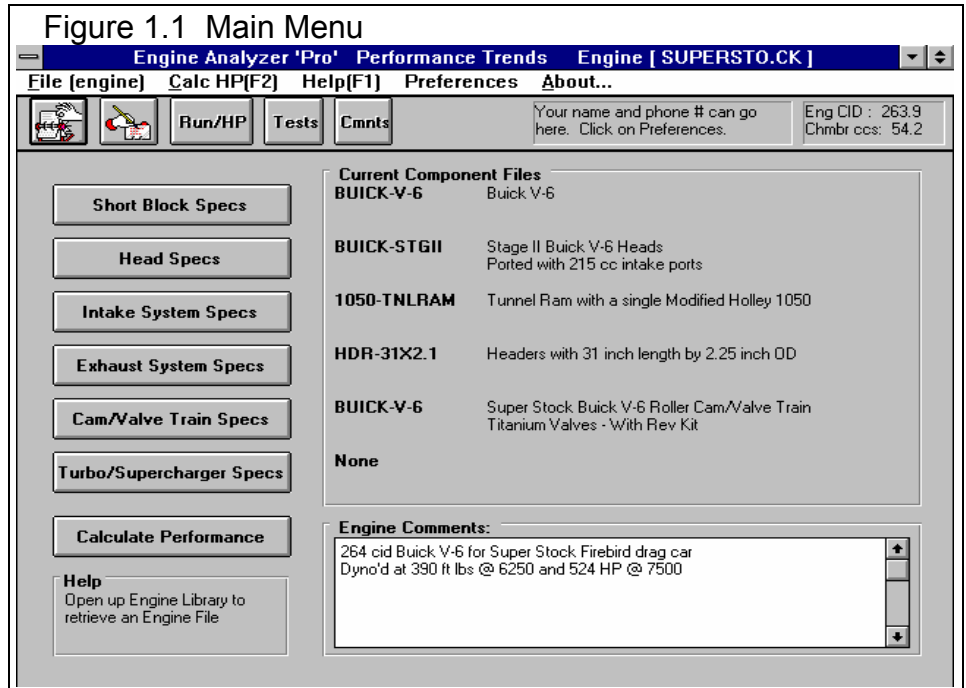 Figure 1.1 Main Menu
Engine Analyzer 'Pro' Performance Trends Engine [ SUPERSTO.CK ]
File (engine) Calc HP(F2) Help(F1) Preferences About...
Run/HP Tests Cmnts
Your name and phone # can go
here. Click on Preferences.
Eng CID : 263.9
Chmbr ccs: 54.2
Short Block Specs
Head Specs
Intake System Specs
Exhaust System Specs
Cam/Valve Train Specs
Turbo/Supercharger Specs
Calculate Performance
Help
Open up Engine Library to
retrieve an Engine File
Current Component Files
BUICK-V-6 Buick V-6
BUICK-STGII Stage II Buick V-6 Heads
Ported with 215 cc intake ports
1050-TNLRAM Tunnel Ram with a single Modified Holley 1050
HDR-31X2.1 Headers with 31 inch length by 2.25 inch OD
BUICK-V-6 Super Stock Buick V-6 Roller Cam/Valve Train
Titanium Valves - With Rev Kit
None
Engine Comments:
264 cid Buick V-6 for Super Stock Firebird drag car
Dyno'd at 390 ft lbs @ 6250 and 524 HP @ 7500